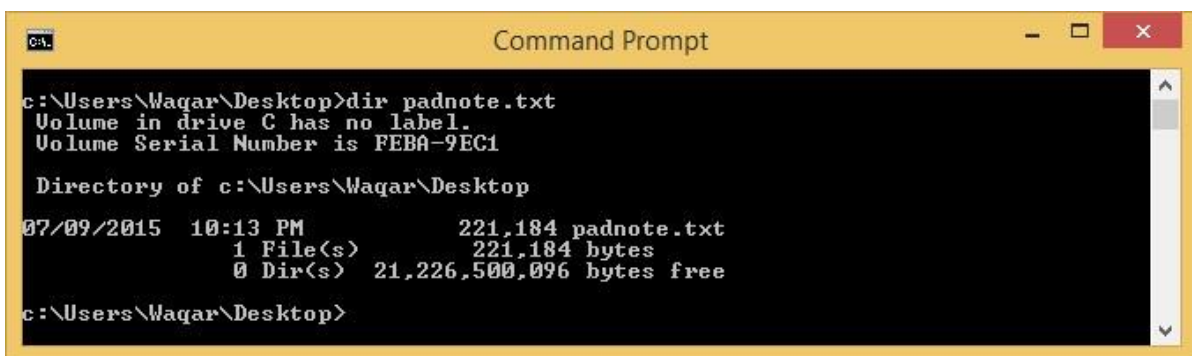 C:\.
Command Prompt
c:\Users\Waqar\Desktop>dir padnote.txt
Volume in drive C has no label.
Volume Serial Number is FEBA-9EC1
Directory of c:\Users\Waqar\Desktop
07/09/2015  10:13 PM           221,184 padnote.txt
1 File(s)        221,184 bytes
0 Dir(s)  21,226,500,096 bytes free
c:\Users\Waqar\Desktop>